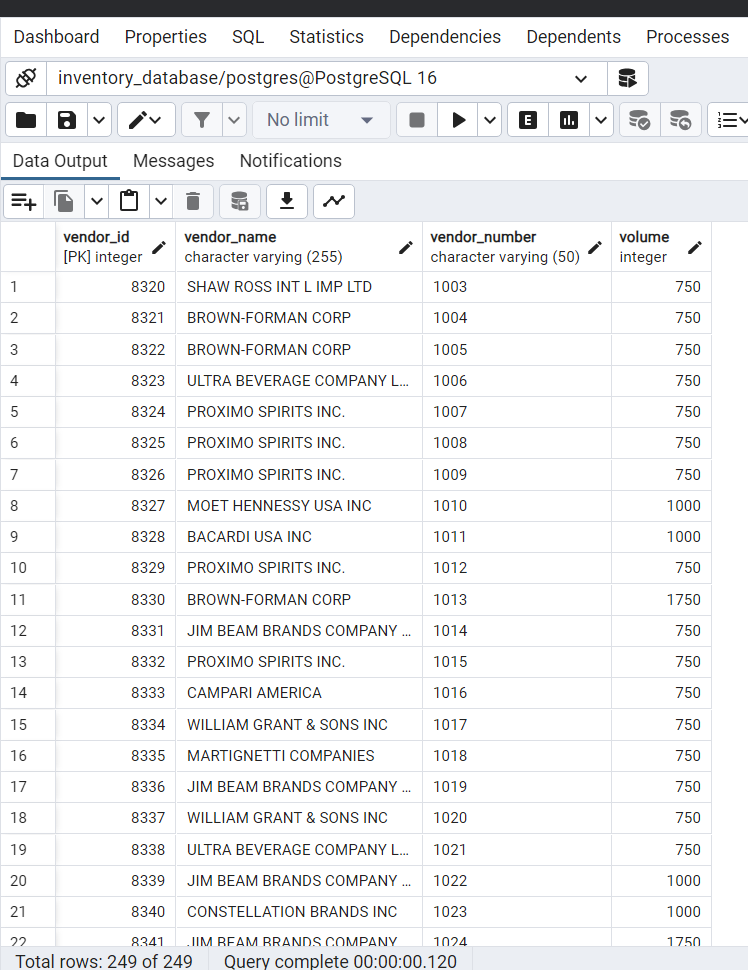 Dashboard Properties SQL Statistics Dependencies Dependents Processes
inventory_database/postgres@PostgreSQL 16
No limit E
Data Output Messages Notifications
vendor_id vendor_name vendor_number volume
[PK] integer character varying (255) character varying (50) integer
1 8320 SHAW ROSS INT L IMP LTD 1003 750
2 8321 BROWN-FORMAN CORP 1004 750
3 8322 BROWN-FORMAN CORP 1005 750
4 8323 ULTRA BEVERAGE COMPANY L... 1006 750
5 8324 PROXIMO SPIRITS INC. 1007 750
6 8325 PROXIMO SPIRITS INC. 1008 750
7 8326 PROXIMO SPIRITS INC. 1009 750
8 8327 MOET HENNESSY USA INC 1010 1000
9 8328 BACARDI USA INC 1011 1000
10 8329 PROXIMO SPIRITS INC. 1012 750
11 8330 BROWN-FORMAN CORP 1013 1750
12 8331 JIM BEAM BRANDS COMPANY ... 1014 750
13 8332 PROXIMO SPIRITS INC. 1015 750
14 8333 CAMPARI AMERICA 1016 750
15 8334 WILLIAM GRANT & SONS INC 1017 750
16 8335 MARTIGNETTI COMPANIES 1018 750
17 8336 JIM BEAM BRANDS COMPANY ... 1019 750
18 8337 WILLIAM GRANT & SONS INC 1020 750
19 8338 ULTRA BEVERAGE COMPANY L... 1021 750
20 8339 JIM BEAM BRANDS COMPANY ... 1022 1000
21 8340 CONSTELLATION BRANDS INC 1023 1000
22 8341 JIM BEAM BRANDS COMPANY ... 1024 1750
Total rows: 249 of 249 Query complete 00:00:00.120